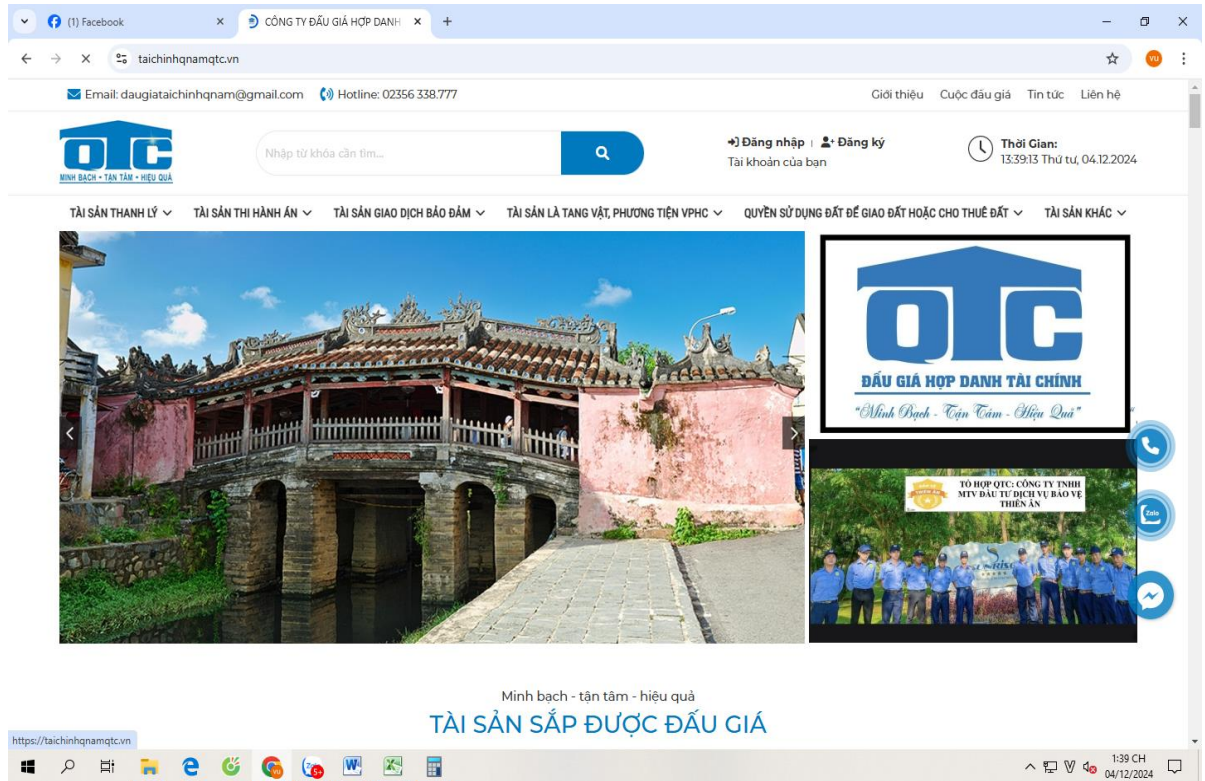 (1) Facebook
CÔNG TY ĐẤU GIÁ HỢP DANH
taichinhqnamqtc.vn
VU
Email: daugiataichinhqnam@gmail.com
Hotline: 02356 338.777
Giới thiệu
Cuộc đấu giá
Tin tức
Liên hệ
QTC
MINH BẠCH • TẬN TÂM • HIỆU QUẢ
Nhập từ khóa cần tìm...
Đăng nhập | Đăng ký
Tài khoản của bạn
Thời Gian:
13:39:13 Thứ tư, 04.12.2024
TÀI SẢN THANH LÝ
TÀI SẢN THI HÀNH ÁN
TÀI SẢN GIAO DỊCH BẢO ĐẢM
TÀI SẢN LÀ TANG VẬT, PHƯƠNG TIỆN VPHC
QUYỀN SỬ DỤNG ĐẤT ĐỂ GIAO ĐẤT HOẶC CHO THUÊ ĐẤT
TÀI SẢN KHÁC
QTC
ĐẤU GIÁ HỢP DANH TÀI CHÍNH
"Minh Bạch - Tận Tâm - Hiệu Quả"
TỔ HỢP QTC: CÔNG TY TNHH
MTV ĐẦU TƯ DỊCH VỤ BẢO VỆ
THIÊN ÂN
Zalo
Minh bạch - tận tâm - hiệu quả
TÀI SẢN SẮP ĐƯỢC ĐẤU GIÁ
https://taichinhqnamqtc.vn
1:39 CH
04/12/2024